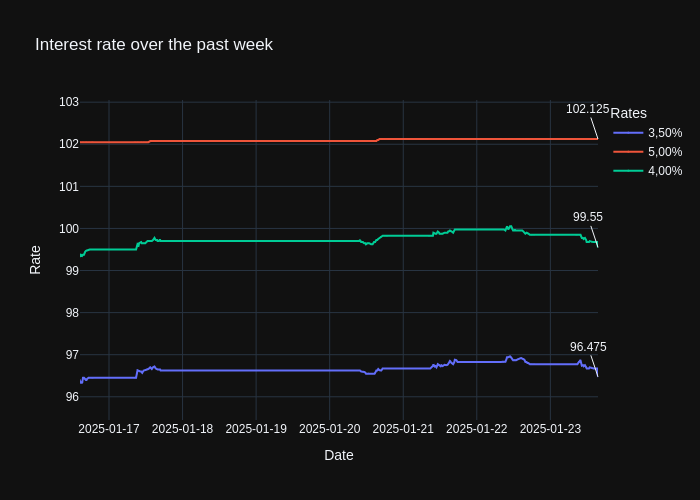 Interest rate over the past week
103
102
101
100
99
98
97
96
Rate
102.125
99.55
96.475
Rates
3,50%
5,00%
4,00%
2025-01-17 2025-01-18 2025-01-19 2025-01-20 2025-01-21 2025-01-22 2025-01-23
Date